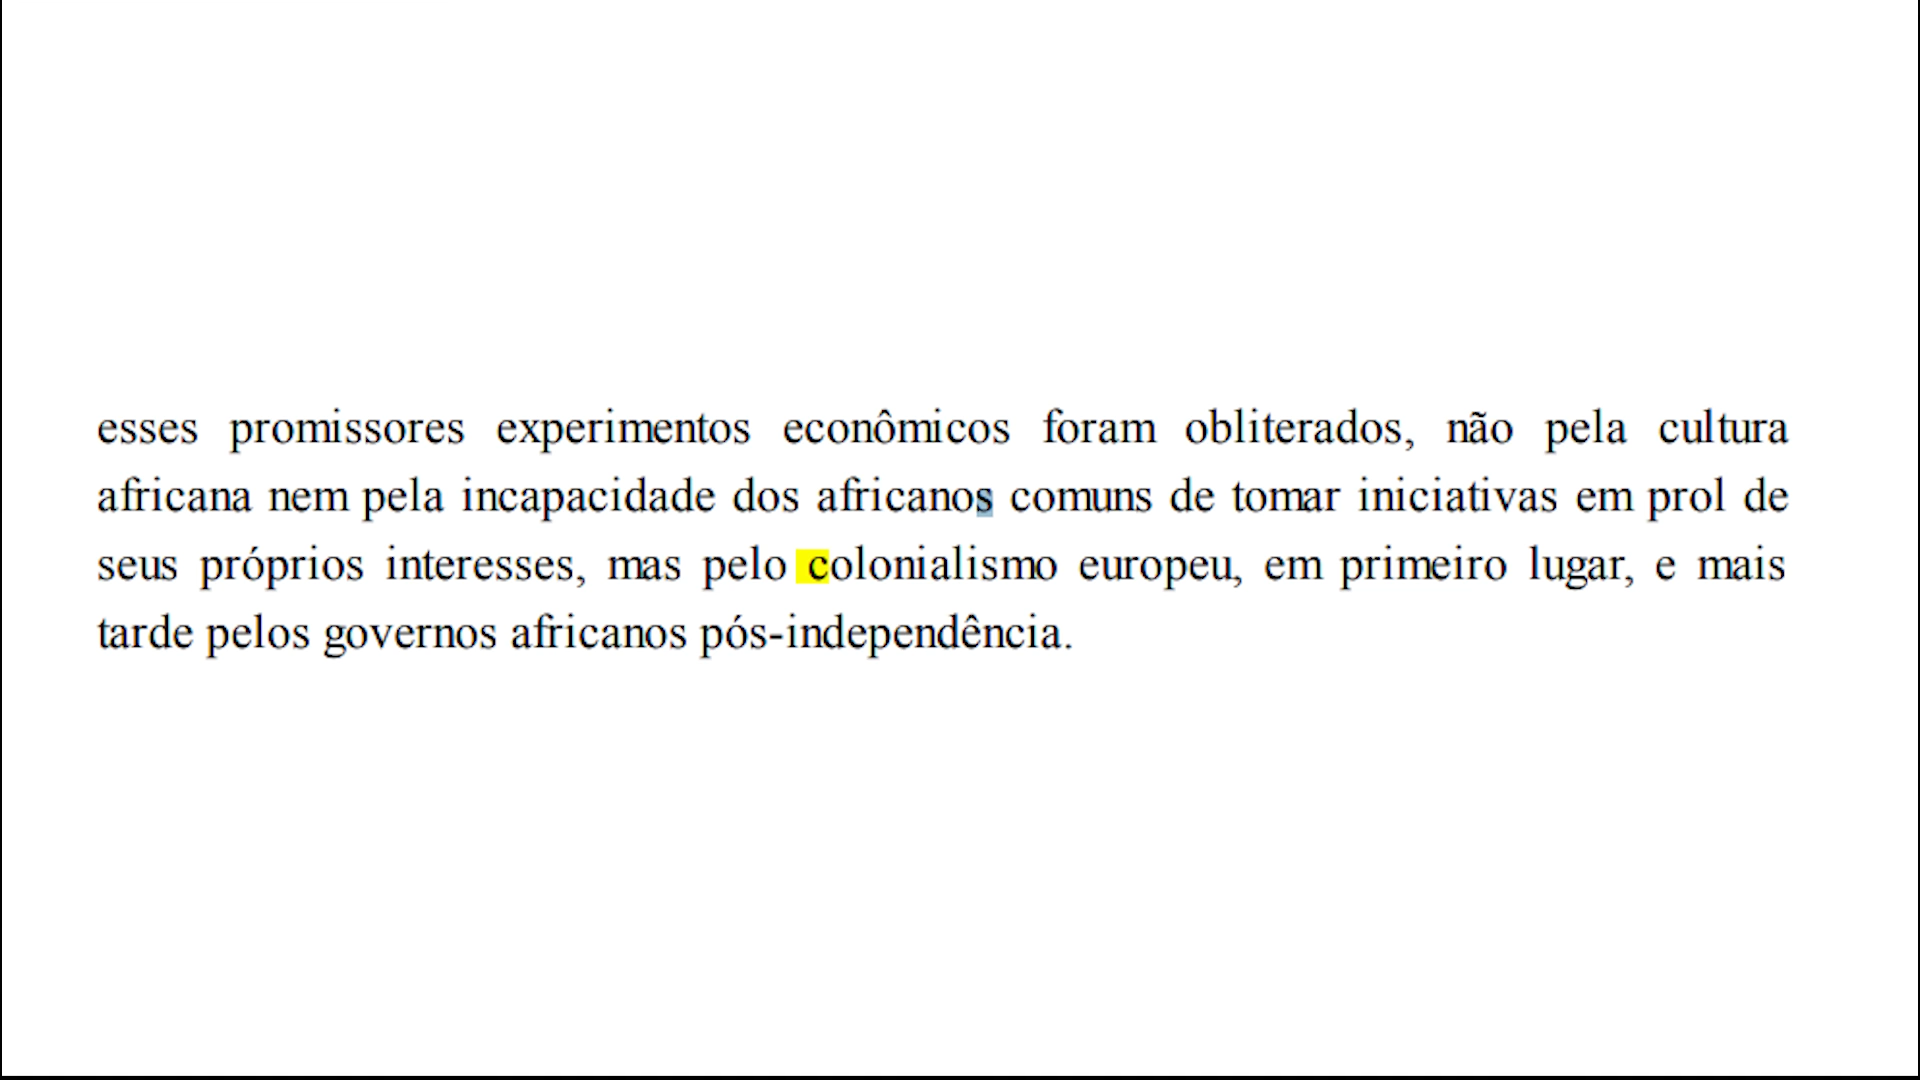 esses promissores experimentos econômicos foram obliterados, não pela cultura
africana nem pela incapacidade dos africanos comuns de tomar iniciativas em prol de
seus próprios interesses, mas pelo colonialismo europeu, em primeiro lugar, e mais
tarde pelos governos africanos pós-independência.